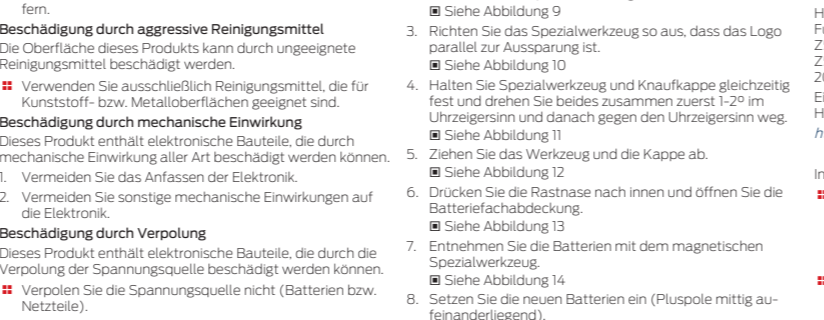 fern.
Beschädigung durch aggressive Reinigungsmittel
Die Oberfläche dieses Produkts kann durch ungeeignete
Reinigungsmittel beschädigt werden.
Verwenden Sie ausschließlich Reinigungsmittel, die für
Kunststoff- bzw. Metalloberflächen geeignet sind.
Beschädigung durch mechanische Einwirkung
Dieses Produkt enthält elektronische Bauteile, die durch
mechanische Einwirkung aller Art beschädigt werden können.
1. Vermeiden Sie das Anfassen der Elektronik.
2. Vermeiden Sie sonstige mechanische Einwirkungen auf
die Elektronik.
Beschädigung durch Verpolung
Dieses Produkt enthält elektronische Bauteile, die durch die
Verpolung der Spannungsquelle beschädigt werden können.
Verpolen Sie die Spannungsquelle nicht (Batterien bzw.
Netzteile).
Siehe Abbildung 9
3. Richten Sie das Spezialwerkzeug so aus, dass das Logo
parallel zur Aussparung ist.
Siehe Abbildung 10
4. Halten Sie Spezialwerkzeug und Knaufkappe gleichzeitig
fest und drehen Sie beides zusammen zuerst 1-2° im
Uhrzeigersinn und danach gegen den Uhrzeigersinn weg.
Siehe Abbildung 11
5. Ziehen Sie das Werkzeug und die Kappe ab.
Siehe Abbildung 12
6. Drücken Sie die Rastnase nach innen und öffnen Sie die
Batteriefachabdeckung.
Siehe Abbildung 13
7. Entnehmen Sie die Batterien mit dem magnetischen
Spezialwerkzeug.
Siehe Abbildung 14
8. Setzen Sie die neuen Batterien ein (Pluspole mittig au-
feinanderliegend).